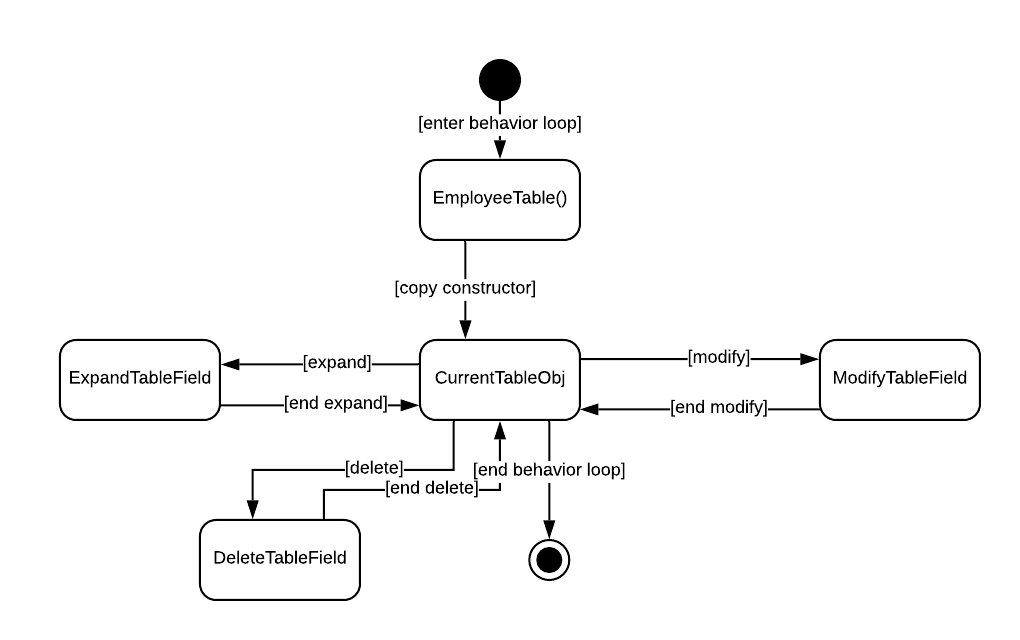 [enter behavior loop]
EmployeeTable()
[copy constructor]
[expand]
[modify]
ExpandTableField
CurrentTableObj
ModifyTableField
[end expand]
[end modify]
[delete]
[end behavior loop]
[end delete]
DeleteTableField